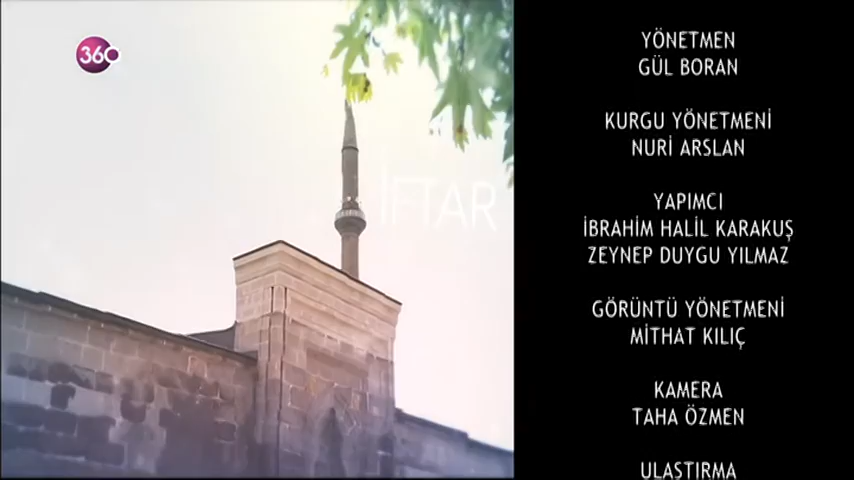 360
İFTAR
YÖNETMEN
GÜL BORAN
KURGU YÖNETMENİ
NURİ ARSLAN
YAPIMCI
İBRAHİM HALİL KARAKUŞ
ZEYNEP DUYGU YILMAZ
GÖRÜNTÜ YÖNETMENİ
MİTHAT KILIÇ
KAMERA
TAHA ÖZMEN
ULAŞTIRMA